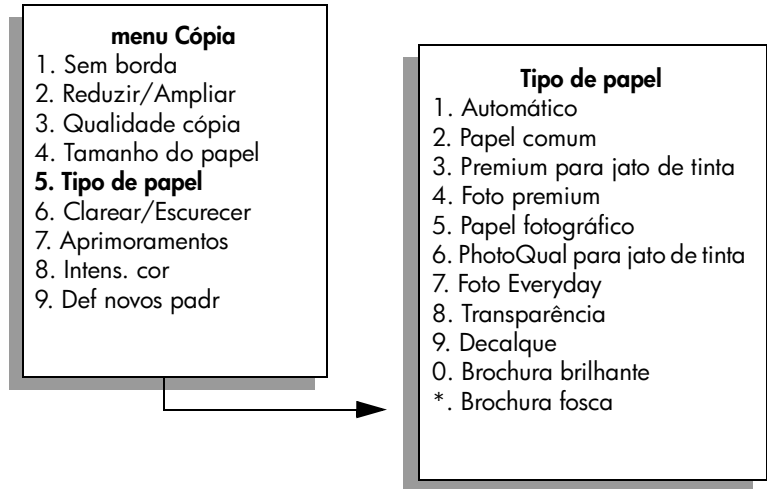 menu Cópia
1. Sem borda
2. Reduzir/Ampliar
3. Qualidade cópia
4. Tamanho do papel
5. Tipo de papel
6. Clarear/Escurecer
7. Aprimoramentos
8. Intens. cor
9. Def novos padr
Tipo de papel
1. Automático
2. Papel comum
3. Premium para jato de tinta
4. Foto premium
5. Papel fotográfico
6. PhotoQual para jato de tinta
7. Foto Everyday
8. Transparência
9. Decalque
0. Brochura brilhante
*. Brochura fosca